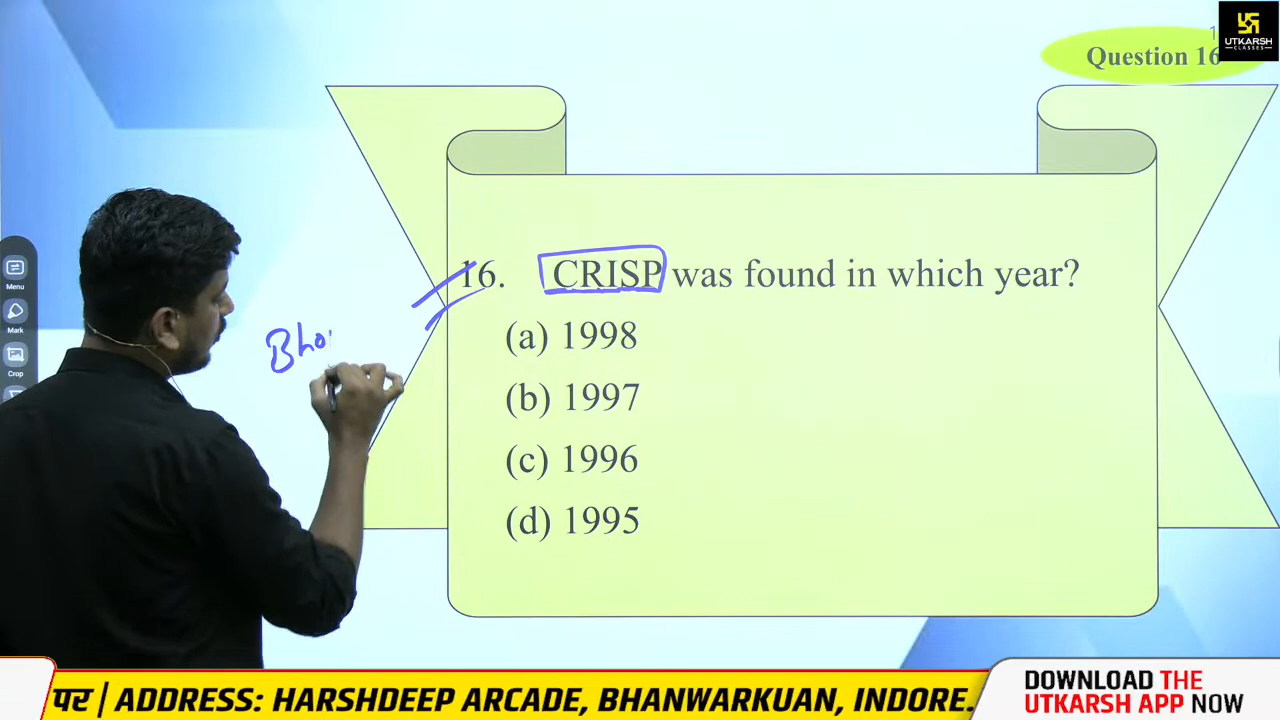 UTKARSH
CLASSES
Question 16
16. CRISP was found in which year?
(a) 1998
(b) 1997
(c) 1996
(d) 1995
Bho
Menu
Mark
Crop
पर | ADDRESS: HARSHDEEP ARCADE, BHANWARKUAN, INDORE.
DOWNLOAD THE
UTKARSH APP NOW